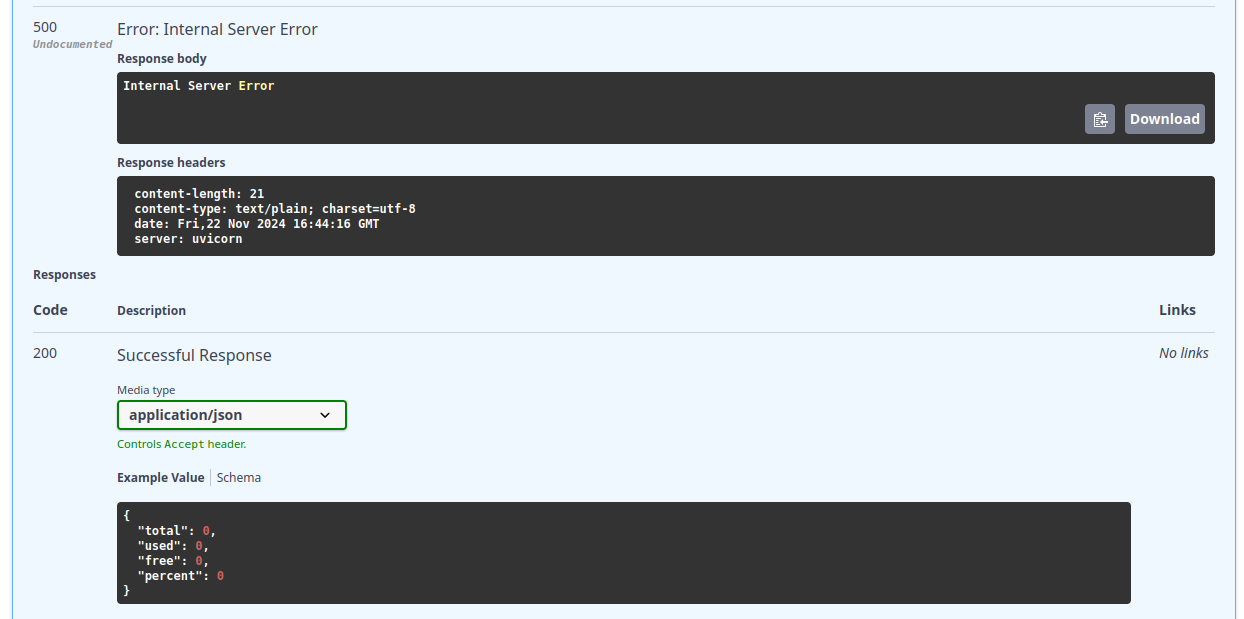 500
Undocumented
Error: Internal Server Error
Response body
Internal Server Error
Download
Response headers
content-length: 21
content-type: text/plain; charset=utf-8
date: Fri,22 Nov 2024 16:44:16 GMT
server: uvicorn
Responses
Code Description Links
200 Successful Response No links
Media type
application/json
Controls Accept header.
Example Value Schema
{
"total": 0,
"used": 0,
"free": 0,
"percent": 0
}